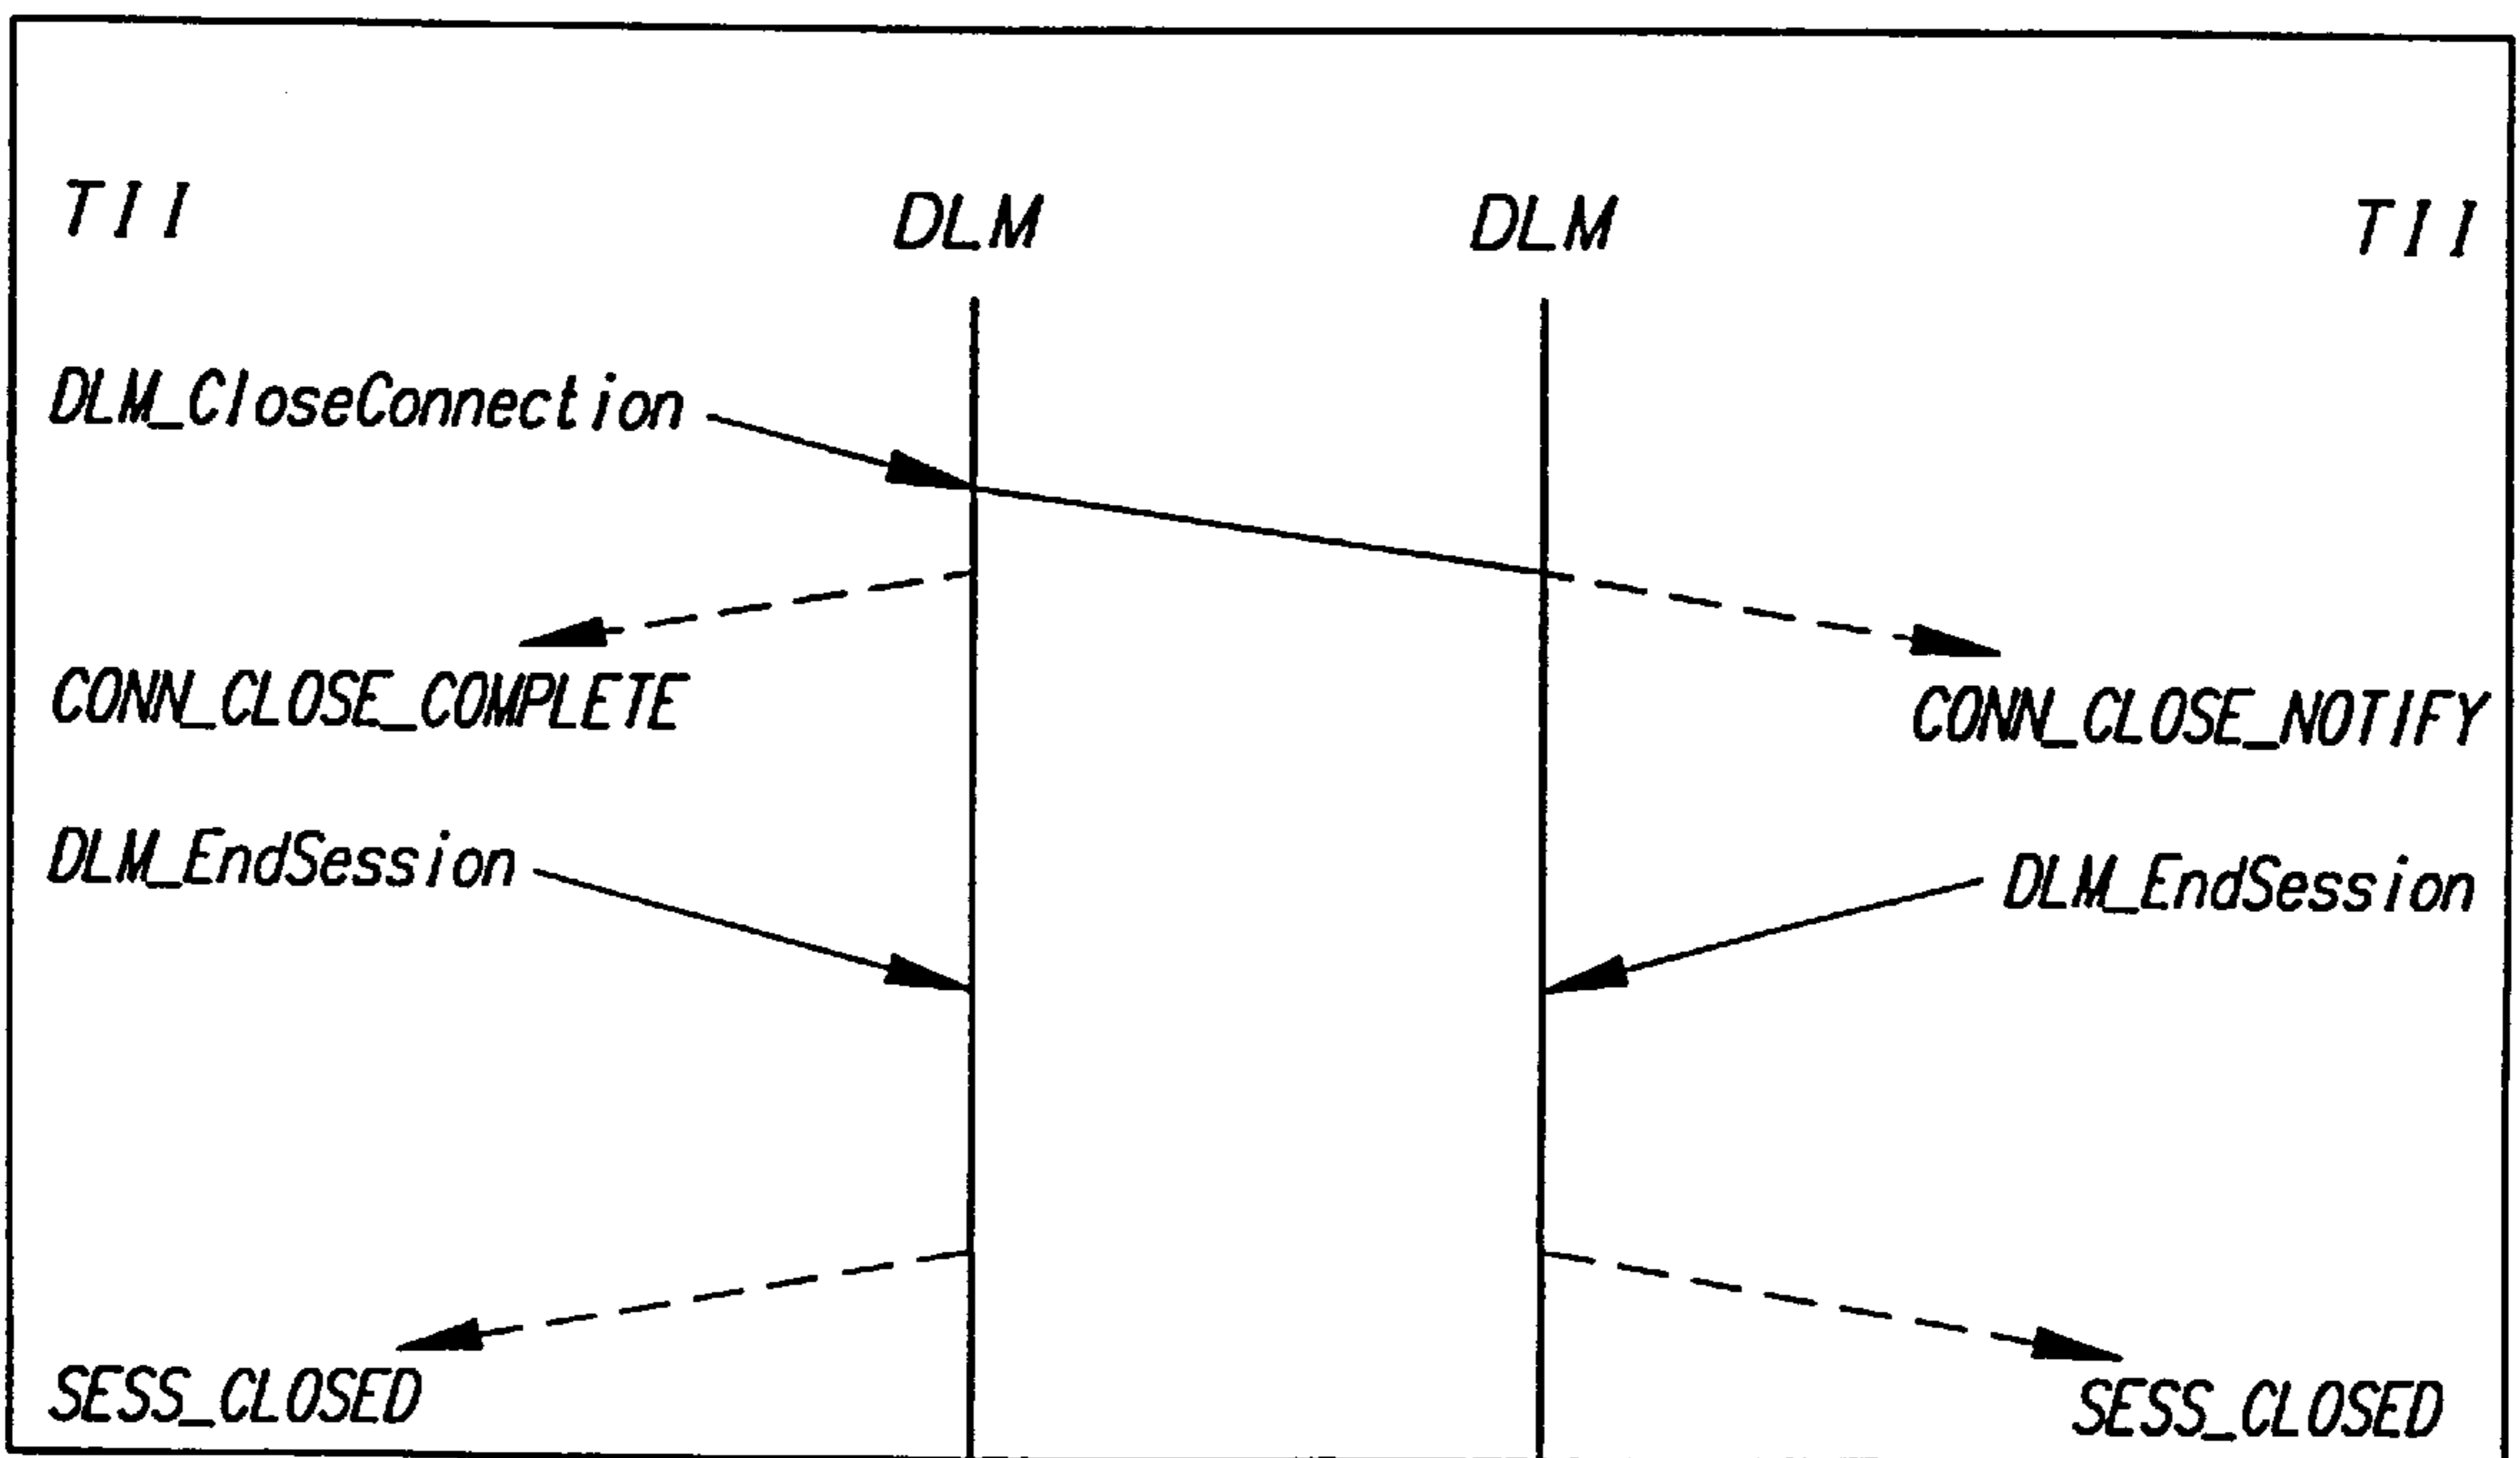 TII DLM DLM TII
DLM_CloseConnection
CONN_CLOSE_COMPLETE
CONN_CLOSE_NOTIFY
DLM_EndSession DLM_EndSession
SESS_CLOSED SESS_CLOSED